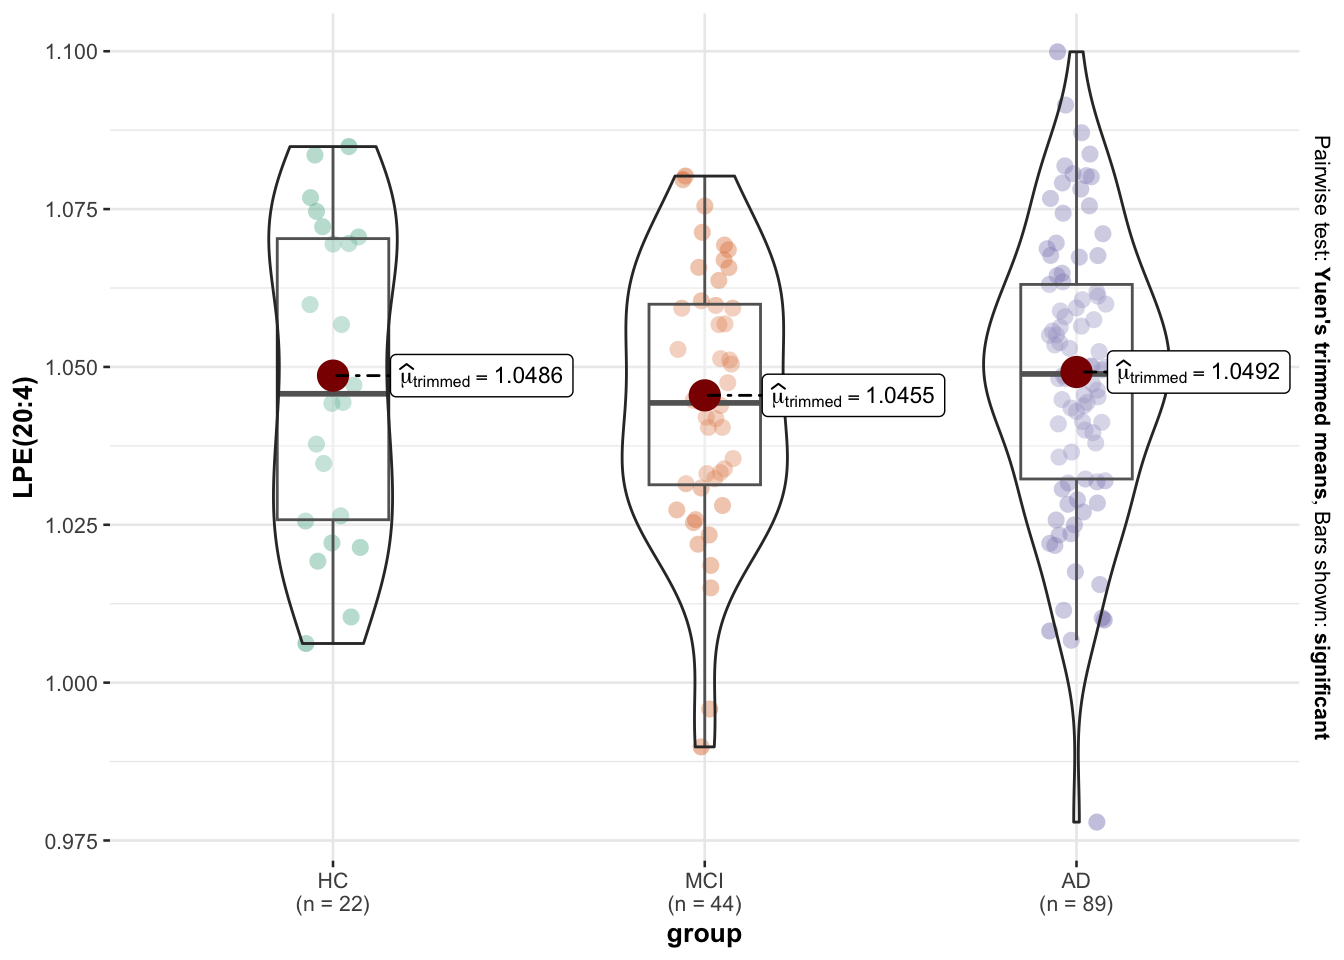 LPE(20:4)
1.100
1.075
1.050
1.025
1.000
0.975
μ̂trimmed = 1.0486
μ̂trimmed = 1.0455
μ̂trimmed = 1.0492
HC
(n = 22)
MCI
(n = 44)
AD
(n = 89)
group
Pairwise test: Yuen's trimmed means, Bars shown: significant